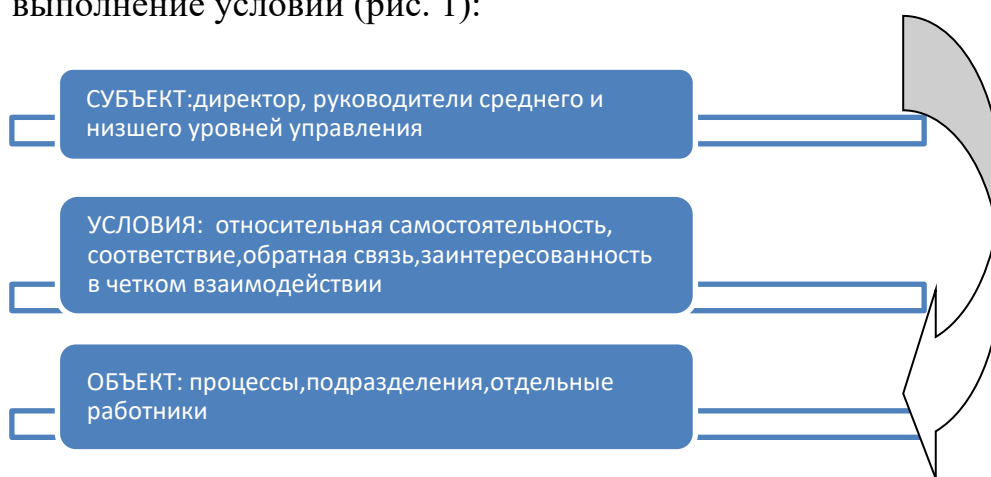 выполнение условий (рис. 1):
СУБЪЕКТ:директор, руководители среднего и
низшего уровней управления
УСЛОВИЯ:  относительная самостоятельность,
соответствие,обратная связь,заинтересованность
в четком взаимодействии
ОБЪЕКТ: процессы,подразделения,отдельные
работники